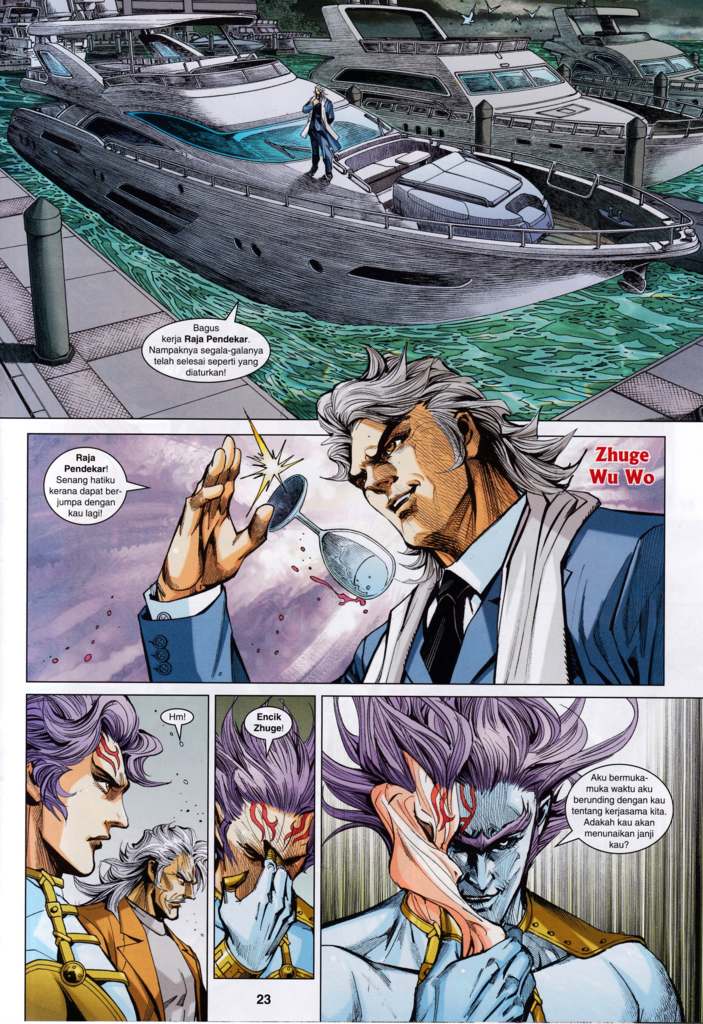 Bagus
kerja Raja Pendekar.
Nampaknya segala-galanya
telah selesai seperti yang
diaturkan!
Raja
Pendekar!
Senang hatiku
kerana dapat ber-
jumpa dengan
kau lagi!
Zhuge
Wu Wo
Hm!
Encik
Zhuge!
Aku bermuka-
muka waktu aku
berunding dengan kau
tentang kerjasama kita.
Adakah kau akan
menunaikan janji
kau?
23